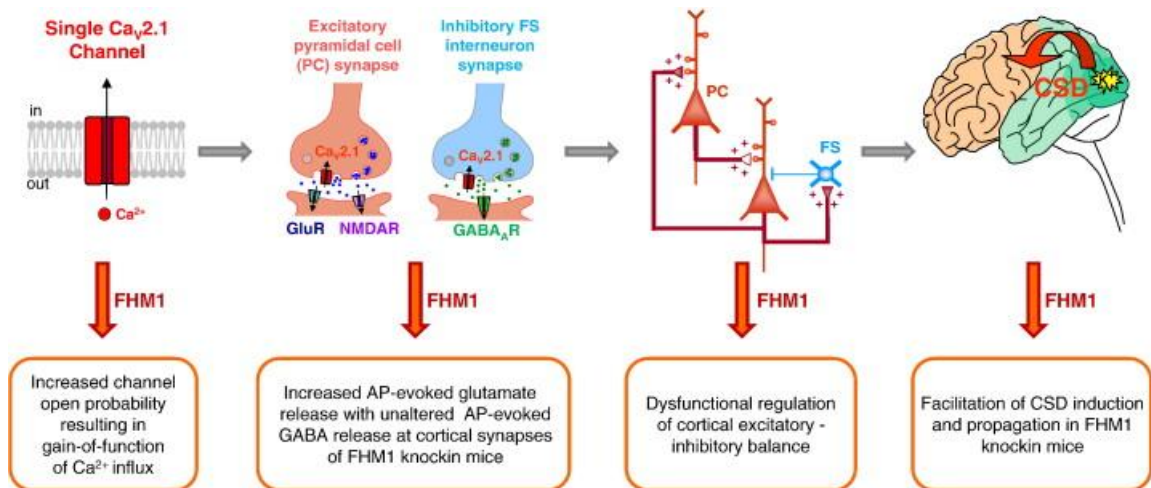 Single CaV2.1
Channel
in
out
Ca2+
Excitatory
pyramidal cell
(PC) synapse
Inhibitory FS
interneuron
synapse
CaV2.1
CaV2.1
GluR
NMDAR
GABAAR
PC
FS
CSD
K+
FHM1
FHM1
FHM1
FHM1
Increased channel
open probability
resulting in
gain-of-function
of Ca2+ influx
Increased AP-evoked glutamate
release with unaltered AP-evoked
GABA release at cortical synapses
of FHM1 knockin mice
Dysfunctional regulation
of cortical excitatory -
inhibitory balance
Facilitation of CSD induction
and propagation in FHM1
knockin mice